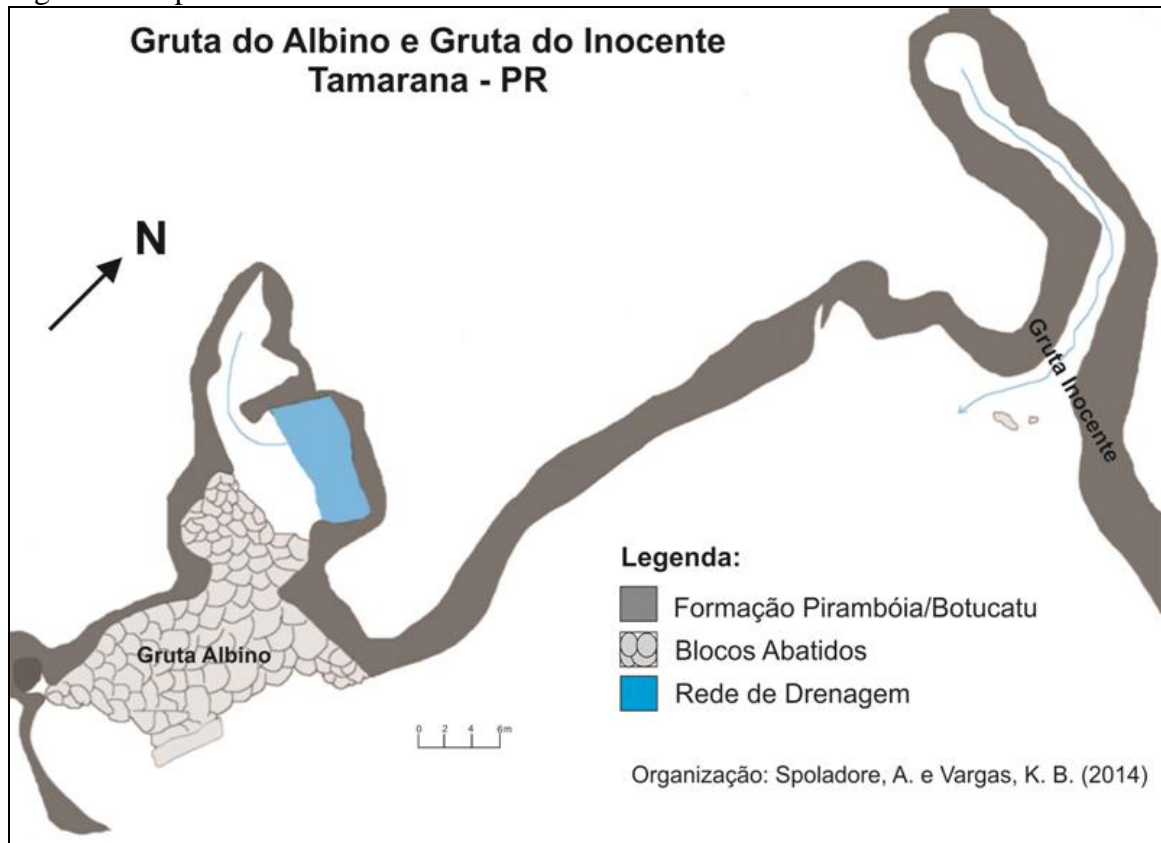 Gruta do Albino e Gruta do Inocente
Tamarana - PR
N
Gruta Inocente
Gruta Albino
Legenda:
Formação Pirambóia/Botucatu
Blocos Abatidos
Rede de Drenagem
0 2 4 6m
Organização: Spoladore, A. e Vargas, K. B. (2014)